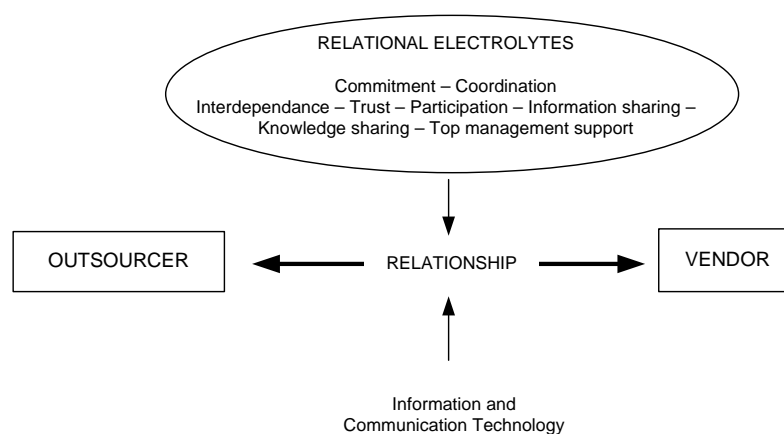 RELATIONAL ELECTROLYTES
Commitment – Coordination
Interdependance – Trust – Participation – Information sharing –
Knowledge sharing – Top management support
OUTSOURCER
RELATIONSHIP
VENDOR
Information and
Communication Technology